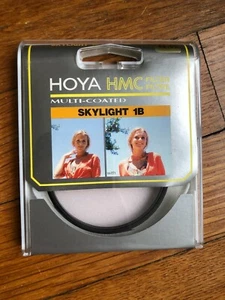 HOYA HMC
MULTI-COATED
SKYLIGHT 1B